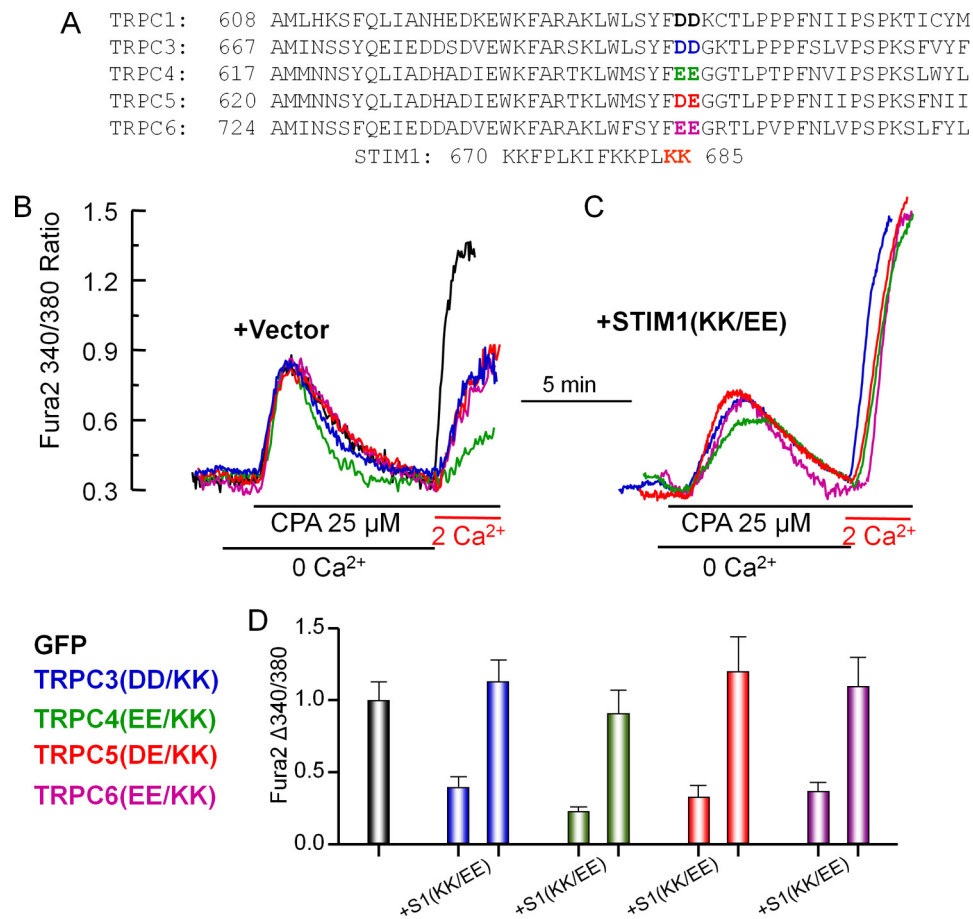 A
TRPC1: 608 AMLHKSFQLIANHEDKEWKFARAKLWLSYFDDKCTLPPPFNIIPSPKTICYM
TRPC3: 667 AMINNSYQEIEDDSDVEWKFARSKLWLSYFDDGKTLPPPFSLVPSPKSFVYF
TRPC4: 617 AMMNNSYQLIADHADIEWKFARTKLWMSYFEEGGTLPTPFNVIPSPKSLWYL
TRPC5: 620 AMMNNSYQLIADHADIEWKFARTKLWMSYFDEGGTLPPPFNIIPSPKSFNII
TRPC6: 724 AMINSSFQEIEDDADVEWKFARAKLWFSYFEEGRTLPVPFNLVPSPKSLFYL
STIM1: 670 KKFPLKIFKKPLKK 685
B
C
Fura2 340/380 Ratio
1.5
1.2
0.9
0.6
0.3
+Vector
+STIM1(KK/EE)
5 min
CPA 25 µM
2 Ca²⁺
0 Ca²⁺
CPA 25 µM
2 Ca²⁺
0 Ca²⁺
GFP
TRPC3(DD/KK)
TRPC4(EE/KK)
TRPC5(DE/KK)
TRPC6(EE/KK)
D
Fura2 Δ340/380
1.5
1.0
0.5
0.0
+S1(KK/EE)
+S1(KK/EE)
+S1(KK/EE)
+S1(KK/EE)